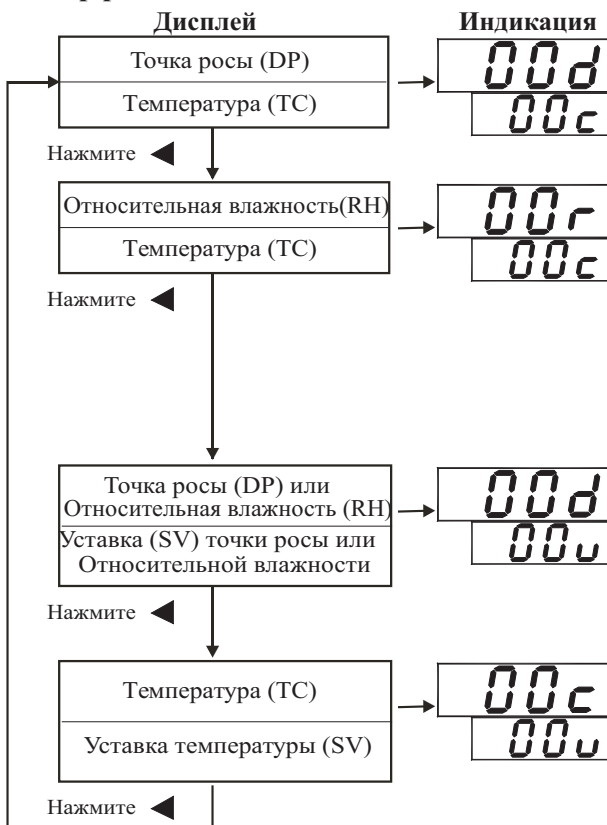 Дисплей Индикация
Точка росы (DP) 00d
Температура (TC) 00c
Нажмите ◀
Относительная влажность(RH) 00r
Температура (TC) 00c
Нажмите ◀
Точка росы (DP) или
Относительная влажность (RH) 00d
Уставка (SV) точки росы или 00u
Относительной влажности
Нажмите ◀
Температура (TC) 00c
Уставка температуры (SV) 00u
Нажмите ◀